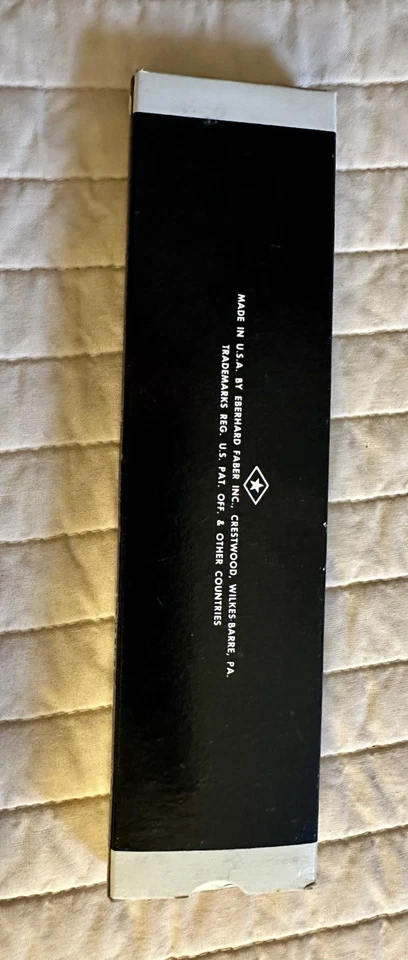 MADE IN U.S.A. BY EBERHARD FABER INC., CRESTWOOD, WILKES-BARRE, PA.
TRADEMARKS REG. U.S. PAT. OFF. & OTHER COUNTRIES